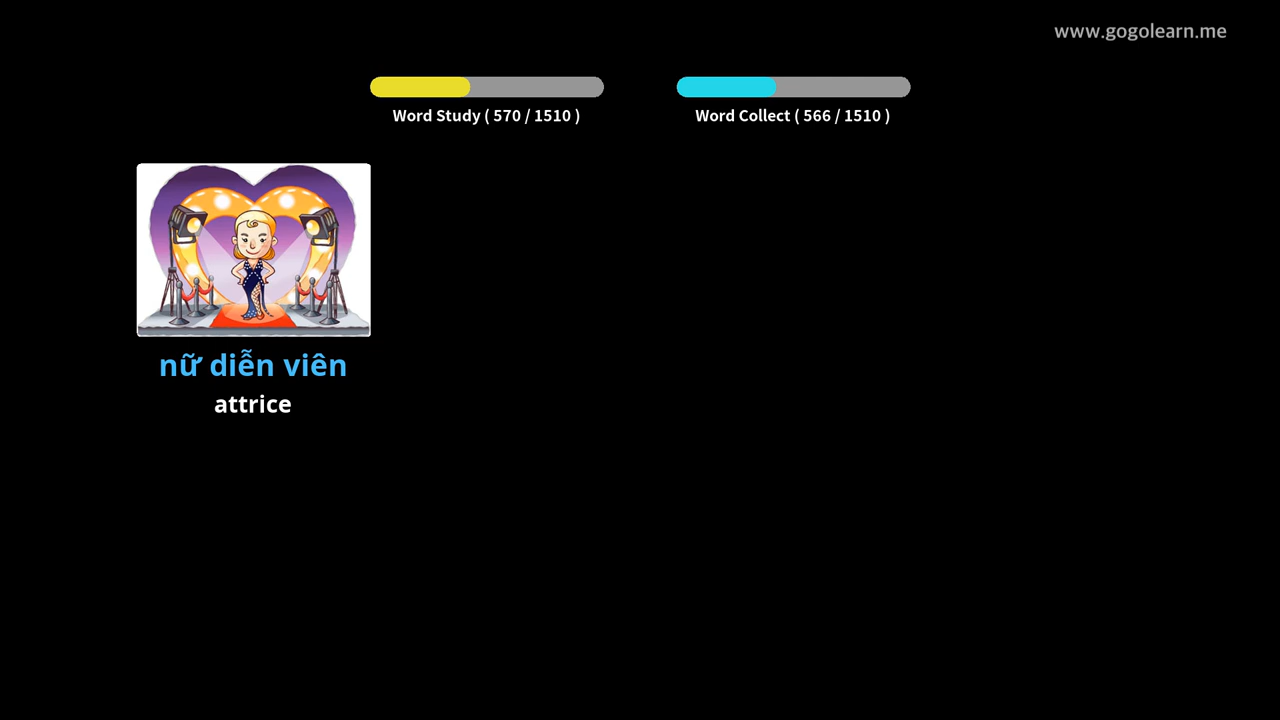 www.gogolearn.me
Word Study ( 570 / 1510 )
Word Collect ( 566 / 1510 )
nữ diễn viên
attrice